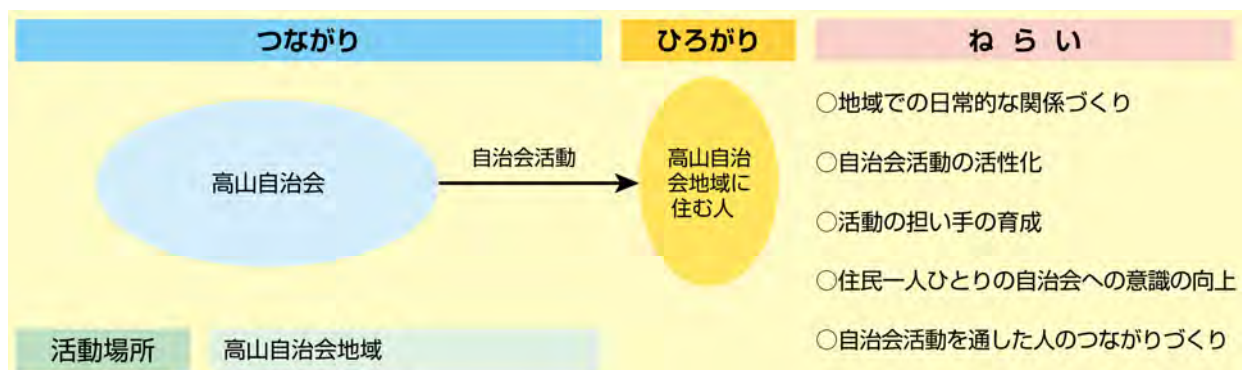 つながり
高山自治会
自治会活動
活動場所
高山自治会地域
ひろがり
高山自治
会地域に
住む人
ねらい
○地域での日常的な関係づくり
○自治会活動の活性化
○活動の担い手の育成
○住民一人ひとりの自治会への意識の向上
○自治会活動を通した人のつながりづくり